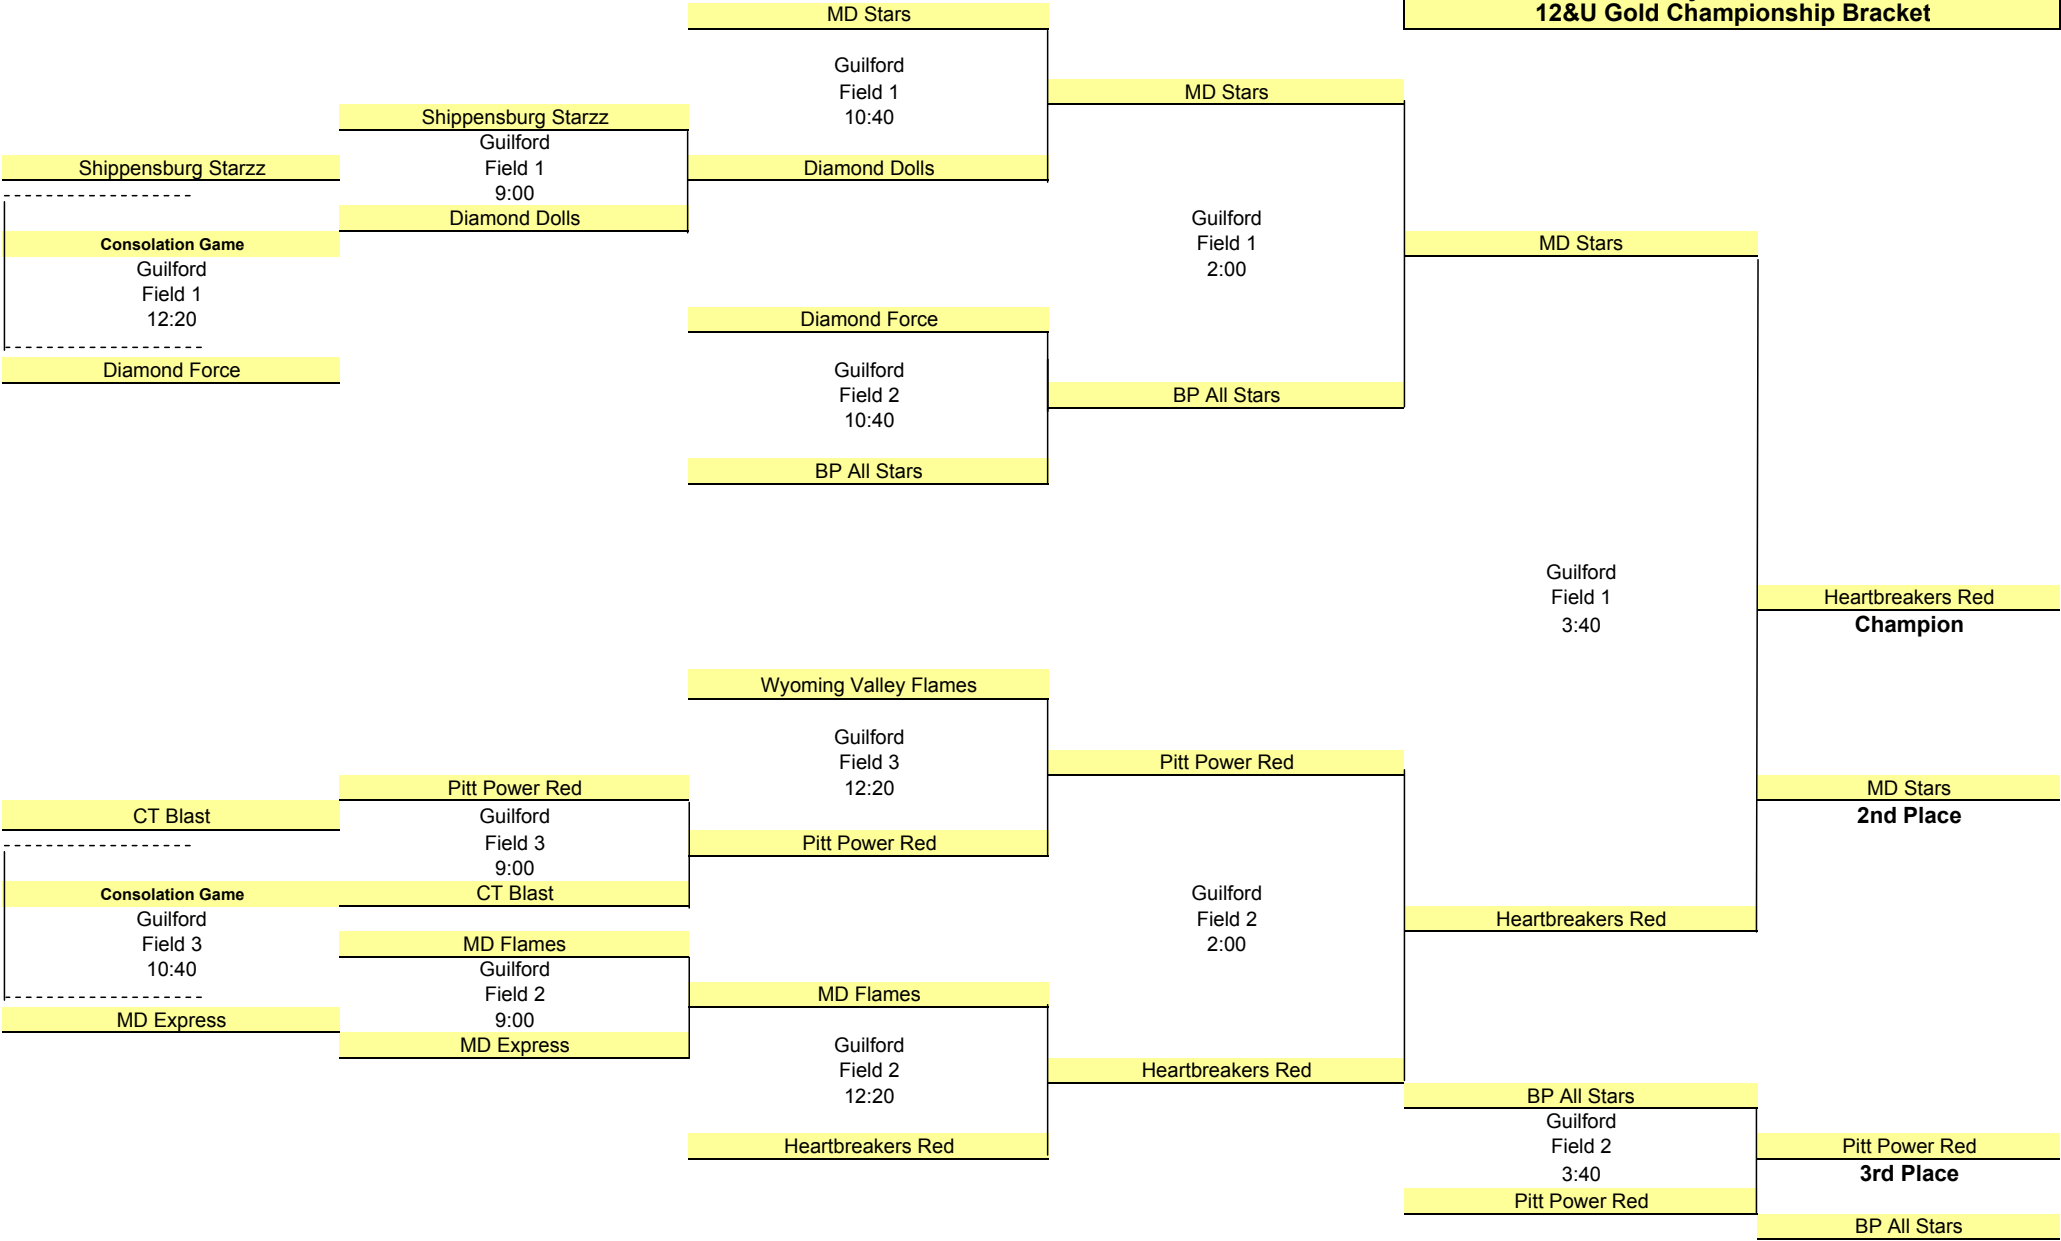 MD Stars
12&U Gold Championship Bracket
Guilford
Field 1
10:40
MD Stars
Shippensburg Starzz
Guilford
Field 1
9:00
Shippensburg Starzz
Diamond Dolls
Diamond Dolls
Consolation Game
Guilford
Field 1
12:20
Guilford
Field 1
2:00
MD Stars
Diamond Force
Diamond Force
Guilford
Field 2
10:40
BP All Stars
BP All Stars
Guilford
Field 1
3:40
Heartbreakers Red
Champion
Wyoming Valley Flames
Guilford
Field 3
12:20
Pitt Power Red
Pitt Power Red
MD Stars
2nd Place
CT Blast
Guilford
Field 3
9:00
Pitt Power Red
CT Blast
Consolation Game
Guilford
Field 3
10:40
Guilford
Field 2
2:00
Heartbreakers Red
MD Flames
Guilford
Field 2
9:00
MD Flames
MD Express
MD Express
Guilford
Field 2
12:20
Heartbreakers Red
Heartbreakers Red
BP All Stars
Guilford
Field 2
3:40
Pitt Power Red
3rd Place
Pitt Power Red
BP All Stars